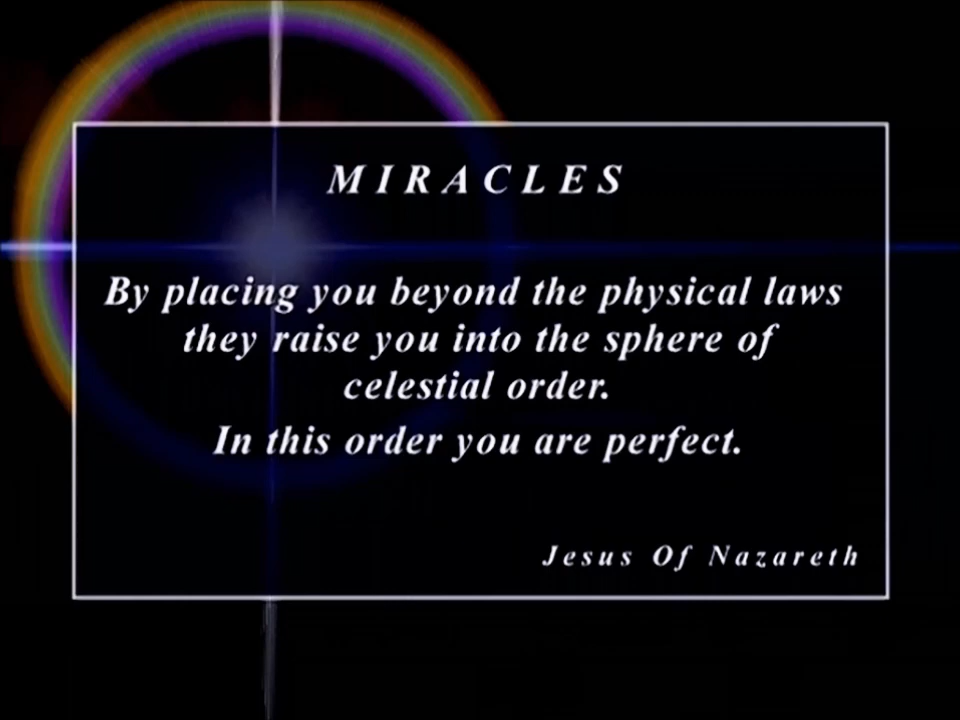 MIRACLES
By placing you beyond the physical laws
they raise you into the sphere of
celestial order.
In this order you are perfect.
Jesus Of Nazareth